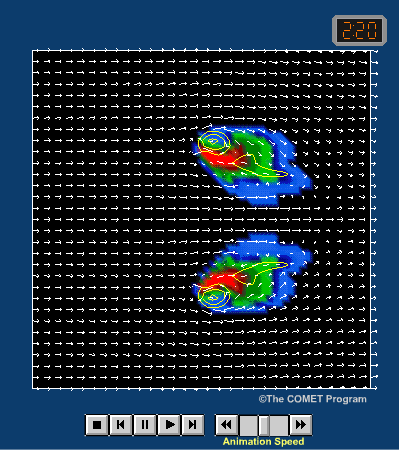 2:20
©The COMET Program
Animation Speed